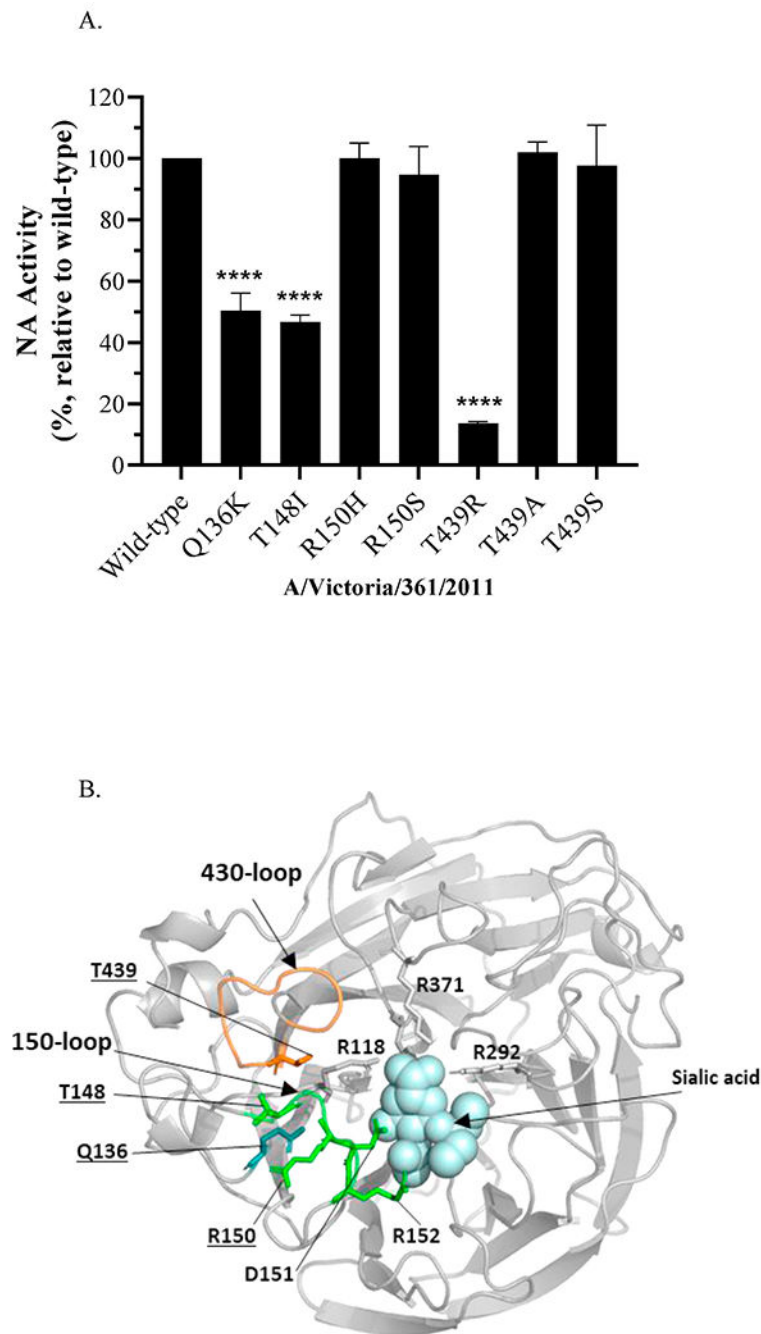 A.
120
100
80
60
40
20
0
NA Activity
(%, relative to wild-type)
****
****
****
Wild-type
Q136K
T148I
R150H
R150S
T439R
T439A
T439S
A/Victoria/361/2011
B.
430-loop
T439
R371
150-loop
R118
R292
Sialic acid
T148
Q136
R150
R152
D151